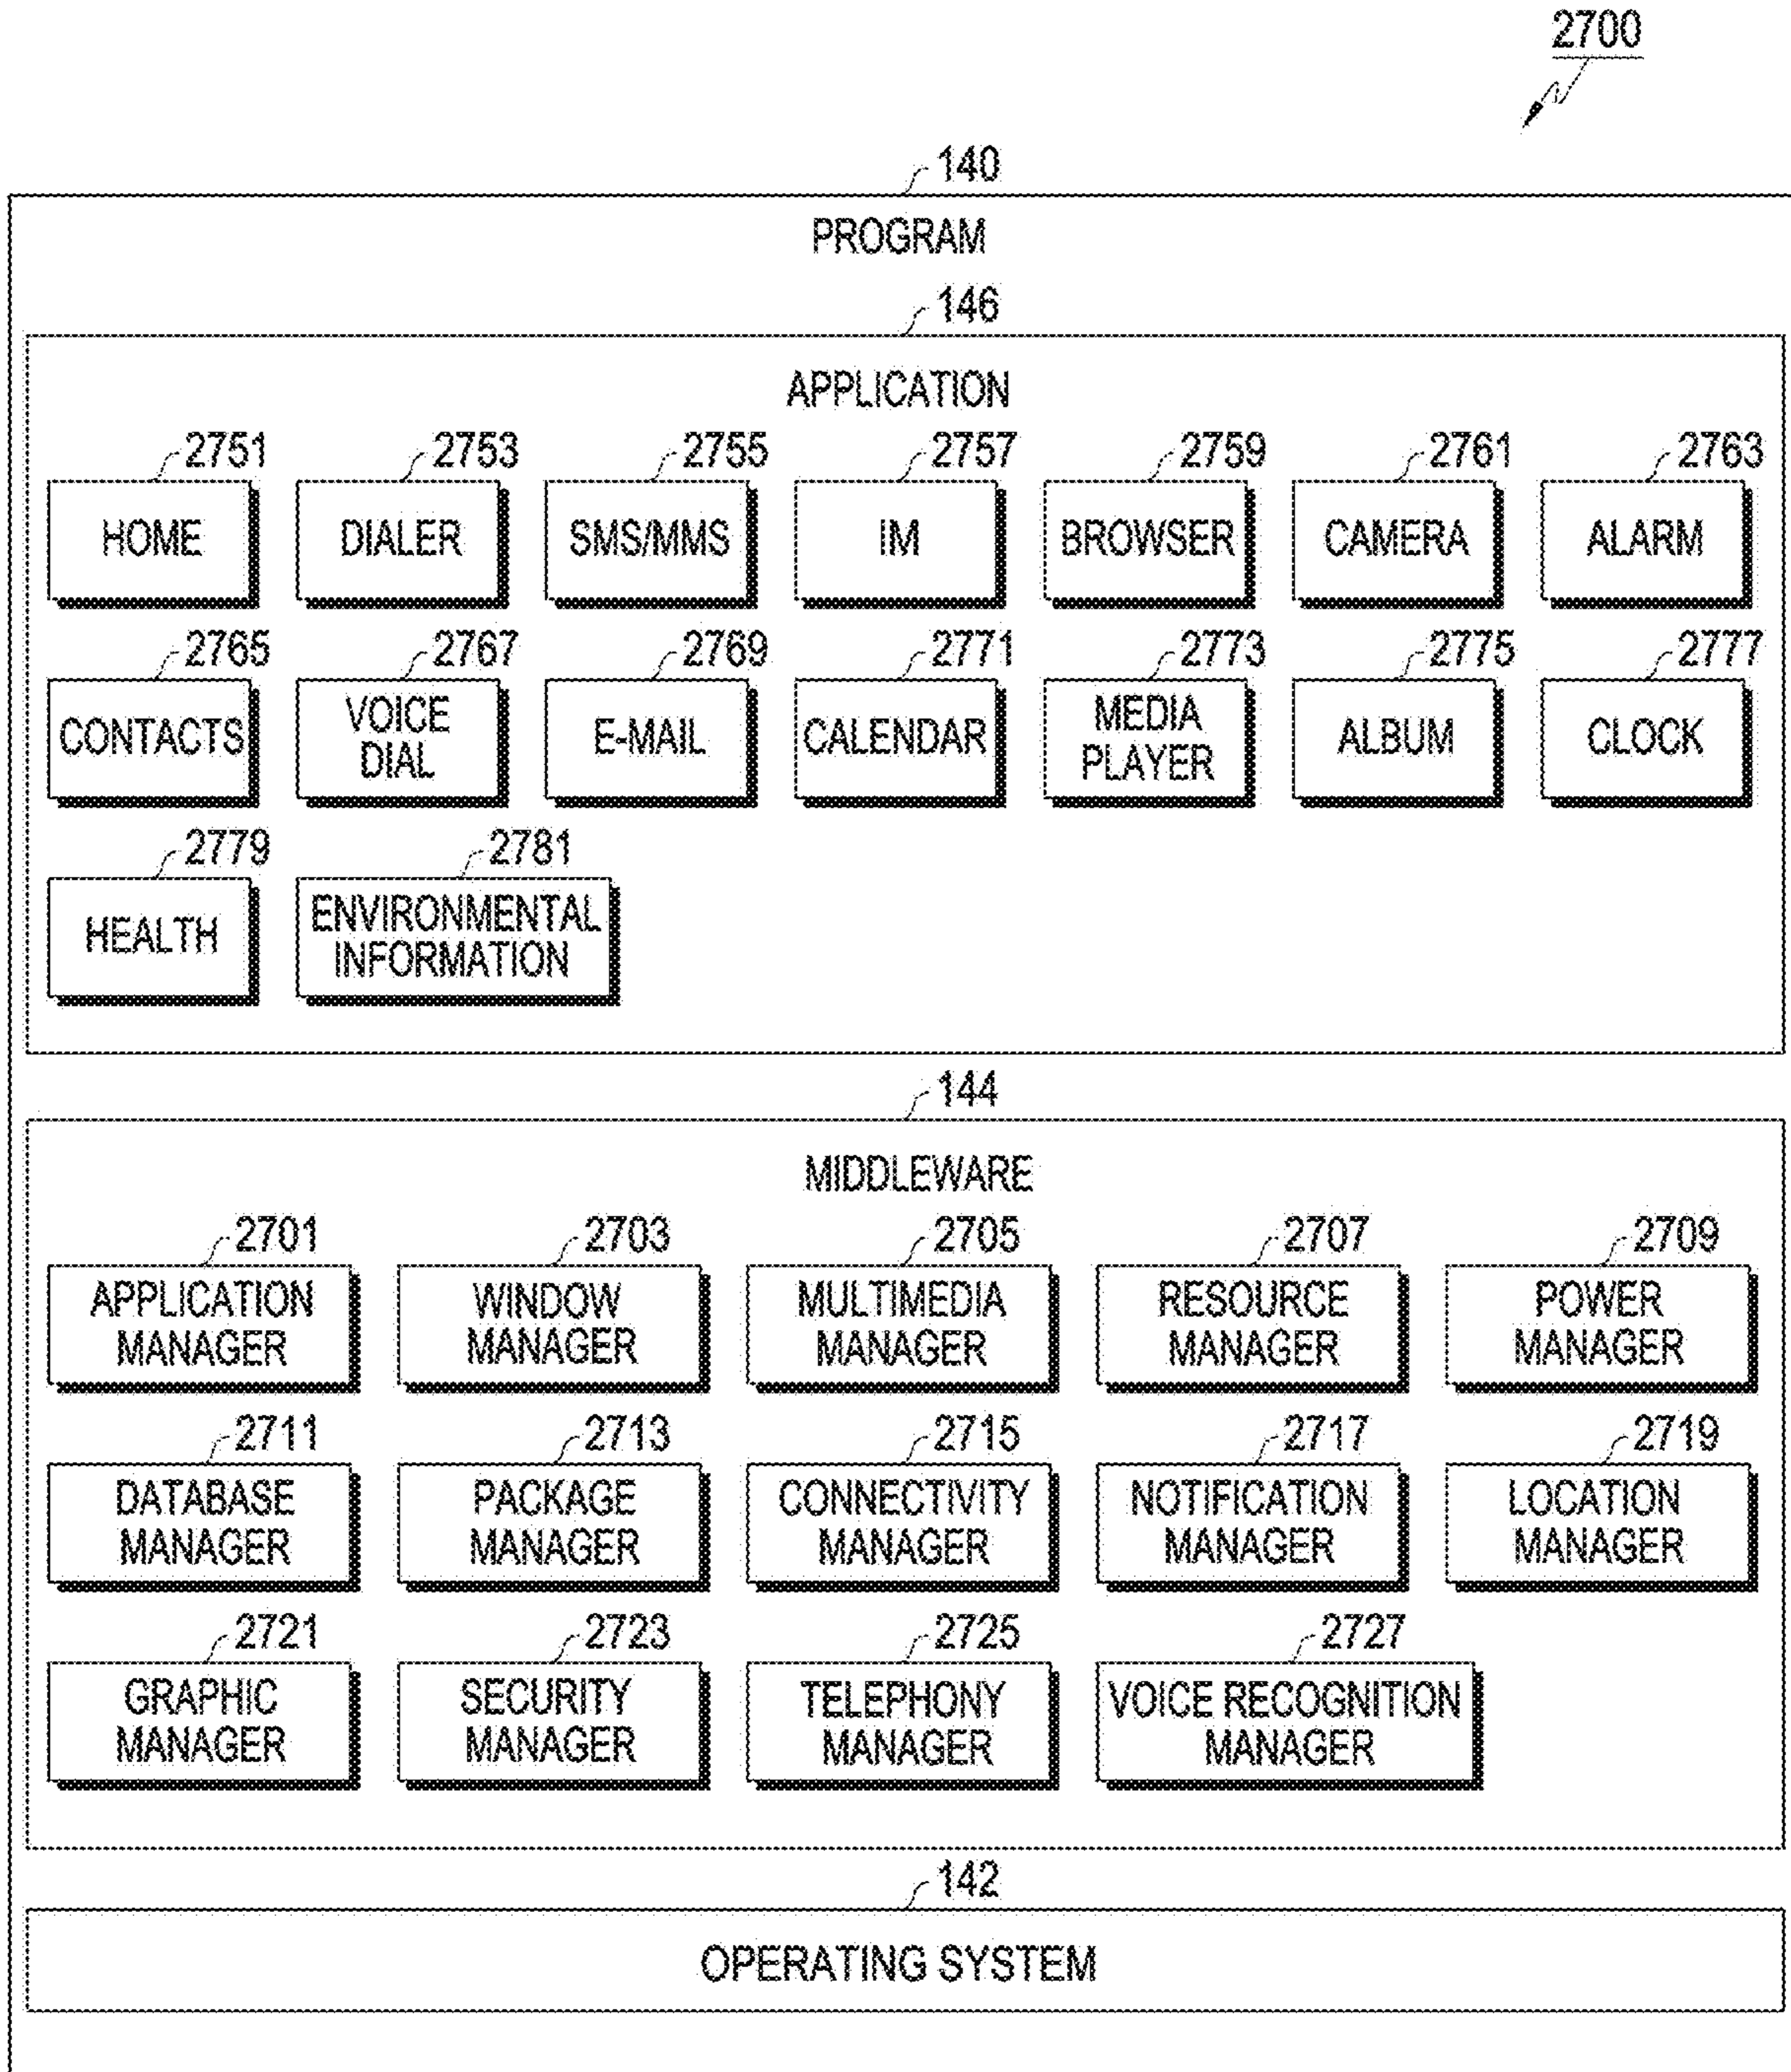 2700
140
PROGRAM
146
APPLICATION
2751 2753 2755 2757 2759 2761 2763
HOME DIALER SMS/MMS IM BROWSER CAMERA ALARM
2765 2767 2769 2771 2773 2775 2777
CONTACTS VOICE DIAL E-MAIL CALENDAR MEDIA PLAYER ALBUM CLOCK
2779 2781
HEALTH ENVIRONMENTAL INFORMATION
144
MIDDLEWARE
2701 2703 2705 2707 2709
APPLICATION MANAGER WINDOW MANAGER MULTIMEDIA MANAGER RESOURCE MANAGER POWER MANAGER
2711 2713 2715 2717 2719
DATABASE MANAGER PACKAGE MANAGER CONNECTIVITY MANAGER NOTIFICATION MANAGER LOCATION MANAGER
2721 2723 2725 2727
GRAPHIC MANAGER SECURITY MANAGER TELEPHONY MANAGER VOICE RECOGNITION MANAGER
142
OPERATING SYSTEM